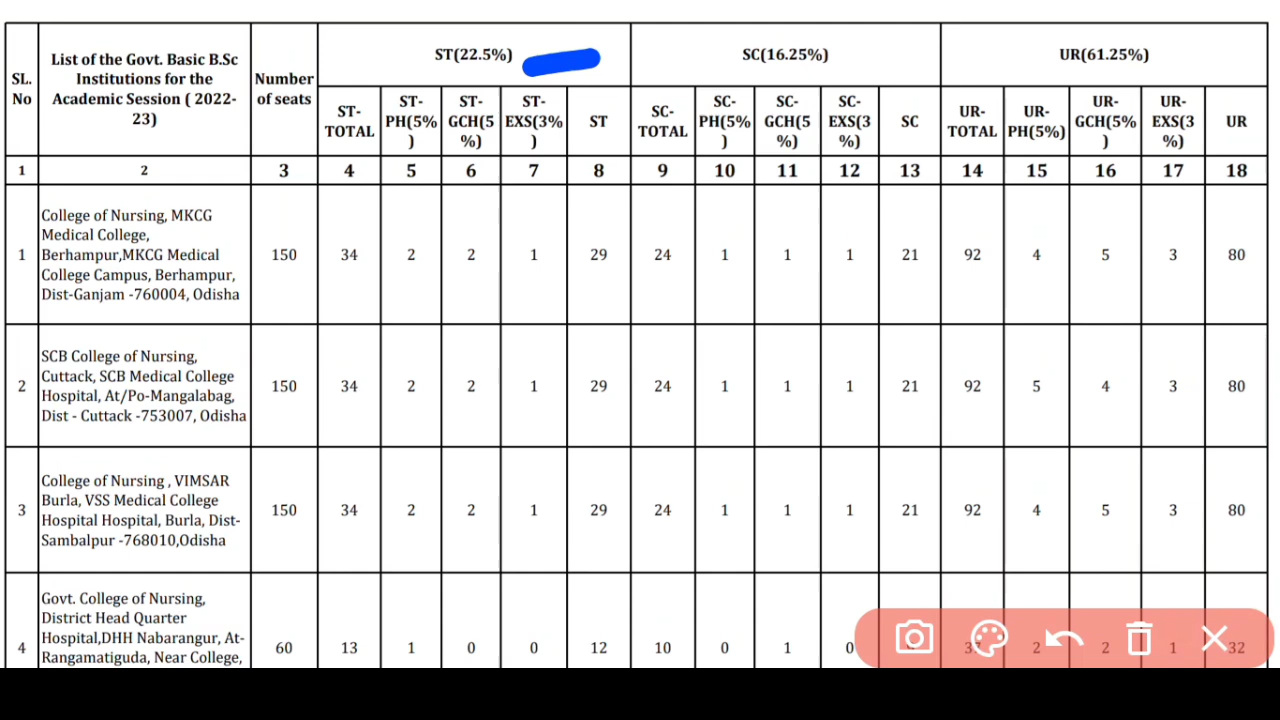 SL. No | List of the Govt. Basic B.Sc Institutions for the Academic Session ( 2022-23) | Number of seats | ST(22.5%) | SC(16.25%) | UR(61.25%)
ST-TOTAL | ST-PH(5%) | ST-GCH(5%) | ST-EXS(3%) | ST | SC-TOTAL | SC-PH(5%) | SC-GCH(5%) | SC-EXS(3%) | SC | UR-TOTAL | UR-PH(5%) | UR-GCH(5%) | UR-EXS(3%) | UR
1 | 2 | 3 | 4 | 5 | 6 | 7 | 8 | 9 | 10 | 11 | 12 | 13 | 14 | 15 | 16 | 17 | 18
1 | College of Nursing, MKCG Medical College, Berhampur,MKCG Medical College Campus, Berhampur, Dist-Ganjam -760004, Odisha | 150 | 34 | 2 | 2 | 1 | 29 | 24 | 1 | 1 | 1 | 21 | 92 | 4 | 5 | 3 | 80
2 | SCB College of Nursing, Cuttack, SCB Medical College Hospital, At/Po-Mangalabag, Dist - Cuttack -753007, Odisha | 150 | 34 | 2 | 2 | 1 | 29 | 24 | 1 | 1 | 1 | 21 | 92 | 5 | 4 | 3 | 80
3 | College of Nursing , VIMSAR Burla, VSS Medical College Hospital Hospital, Burla, Dist-Sambalpur -768010,Odisha | 150 | 34 | 2 | 2 | 1 | 29 | 24 | 1 | 1 | 1 | 21 | 92 | 4 | 5 | 3 | 80
4 | Govt. College of Nursing, District Head Quarter Hospital,DHH Nabarangur, At-Rangamatiguda, Near College, | 60 | 13 | 1 | 0 | 0 | 12 | 10 | 0 | 1 | 0 | 2 | 2 | 1 | 32